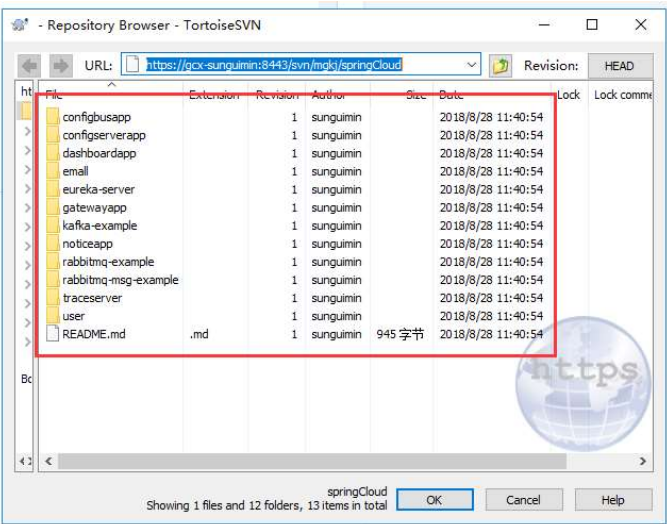 - Repository Browser - TortoiseSVN
URL: https://gcx-sunguimin:8443/svn/mgkj/springCloud Revision: HEAD
ht File Extension Revision Author Size Date Lock Lock comme
configbusapp 1 sunguimin 2018/8/28 11:40:54
configserverapp 1 sunguimin 2018/8/28 11:40:54
dashboardapp 1 sunguimin 2018/8/28 11:40:54
emall 1 sunguimin 2018/8/28 11:40:54
eureka-server 1 sunguimin 2018/8/28 11:40:54
gatewayapp 1 sunguimin 2018/8/28 11:40:54
kafka-example 1 sunguimin 2018/8/28 11:40:54
noticeapp 1 sunguimin 2018/8/28 11:40:54
rabbitmq-example 1 sunguimin 2018/8/28 11:40:54
rabbitmq-msg-example 1 sunguimin 2018/8/28 11:40:54
traceserver 1 sunguimin 2018/8/28 11:40:54
user 1 sunguimin 2018/8/28 11:40:54
README.md .md 1 sunguimin 945 字节 2018/8/28 11:40:54
https
Bc
springCloud
Showing 1 files and 12 folders, 13 items in total
OK Cancel Help